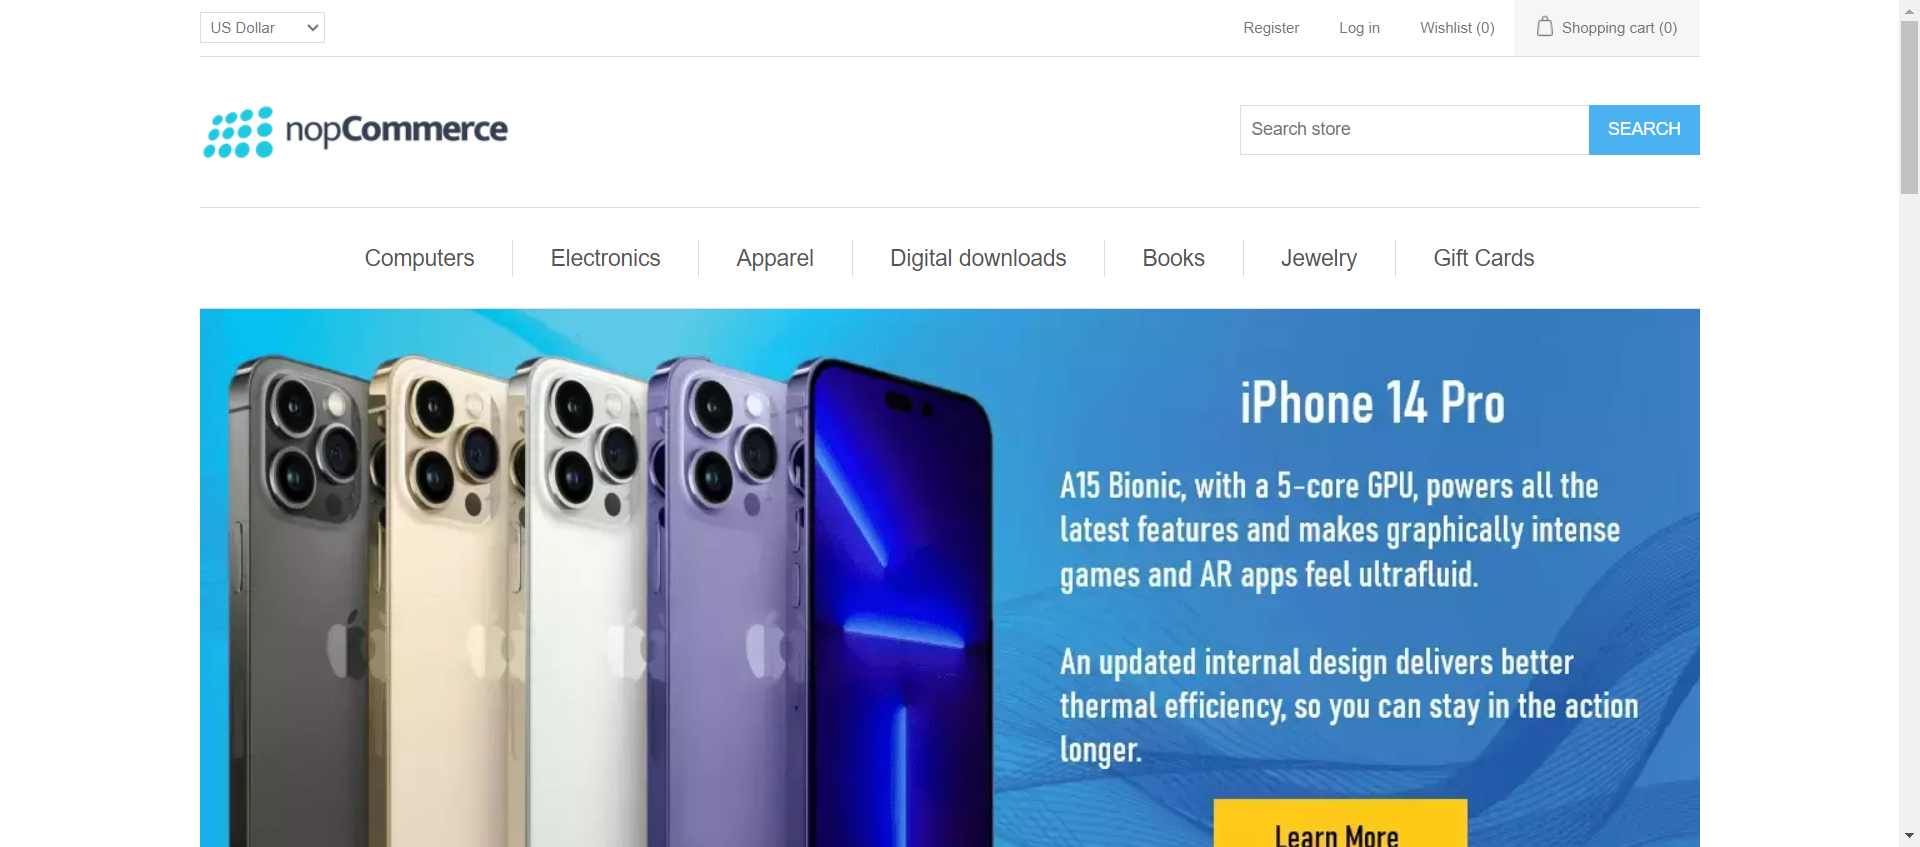 US Dollar
Register
Log in
Wishlist (0)
Shopping cart (0)
nopCommerce
Search store
SEARCH
Computers
Electronics
Apparel
Digital downloads
Books
Jewelry
Gift Cards
iPhone 14 Pro
A15 Bionic, with a 5-core GPU, powers all the
latest features and makes graphically intense
games and AR apps feel ultrafluid.
An updated internal design delivers better
thermal efficiency, so you can stay in the action
longer.
Learn More